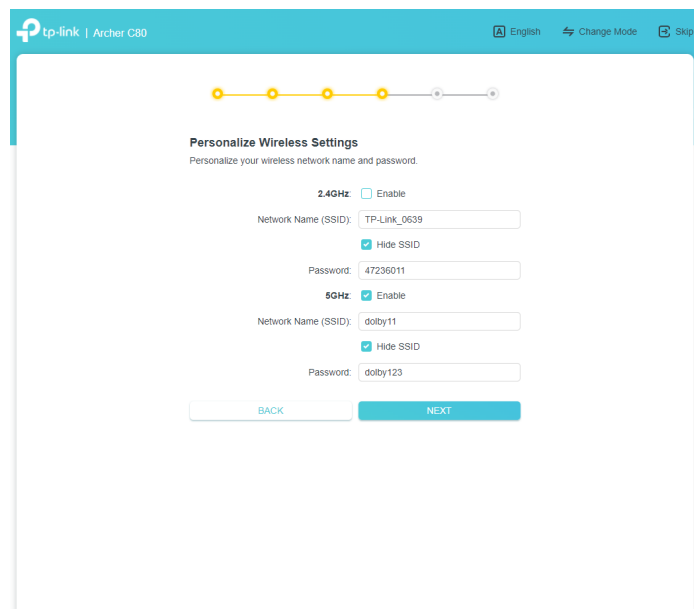 tp-link | Archer C80
English Change Mode Skip
Personalize Wireless Settings
Personalize your wireless network name and password.
2.4GHz: Enable
Network Name (SSID): TP-Link_0639
Hide SSID
Password: 47236011
5GHz: Enable
Network Name (SSID): dolby11
Hide SSID
Password: dolby123
BACK NEXT